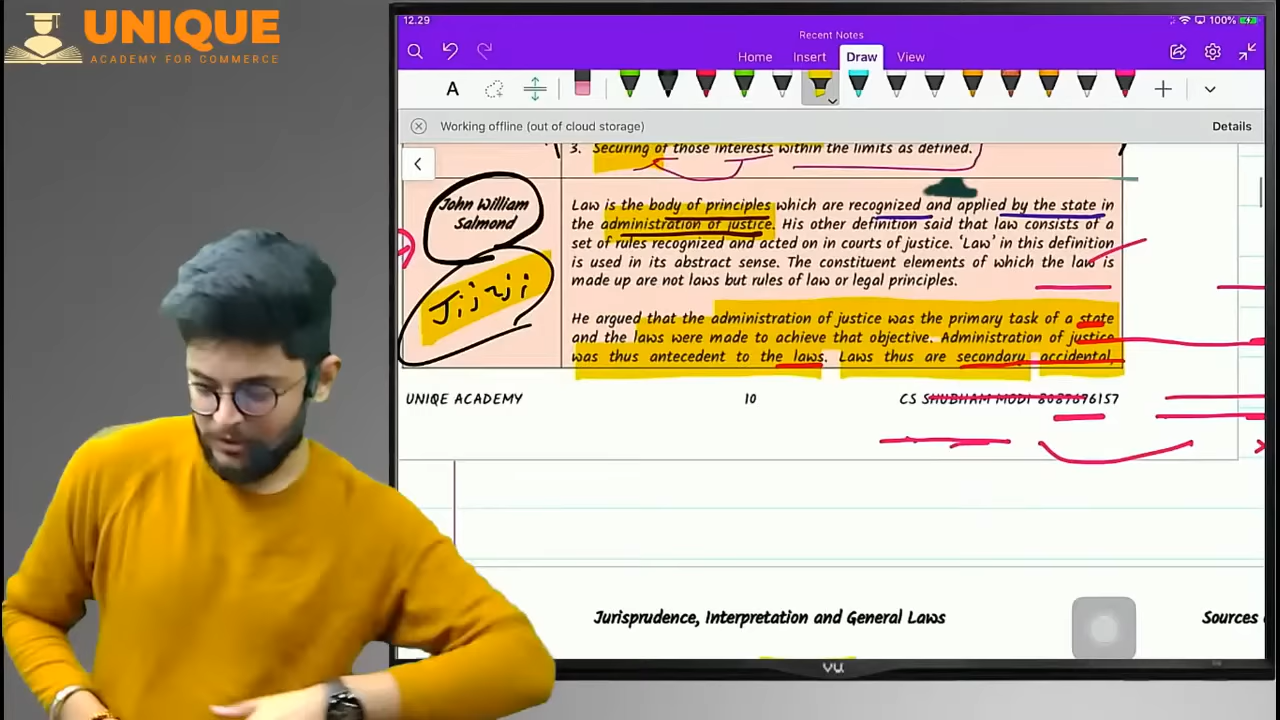 UNIQUE
ACADEMY FOR COMMERCE
12.29
100%
Recent Notes
Home Insert Draw View
A
Working offline (out of cloud storage)
Details
3. Securing of those interests within the limits as defined.
John William
Salmond
Jijaji
Law is the body of principles which are recognized and applied by the state in
the administration of justice. His other definition said that law consists of a
set of rules recognized and acted on in courts of justice. 'Law' in this definition
is used in its abstract sense. The constituent elements of which the law is
made up are not laws but rules of law or legal principles.
He argued that the administration of justice was the primary task of a state
and the laws were made to achieve that objective. Administration of justice
was thus antecedent to the laws. Laws thus are secondary accidental,
UNIQE ACADEMY
10
CS SHUBHAM MODI 8087676157
Jurisprudence, Interpretation and General Laws
Sources
VU